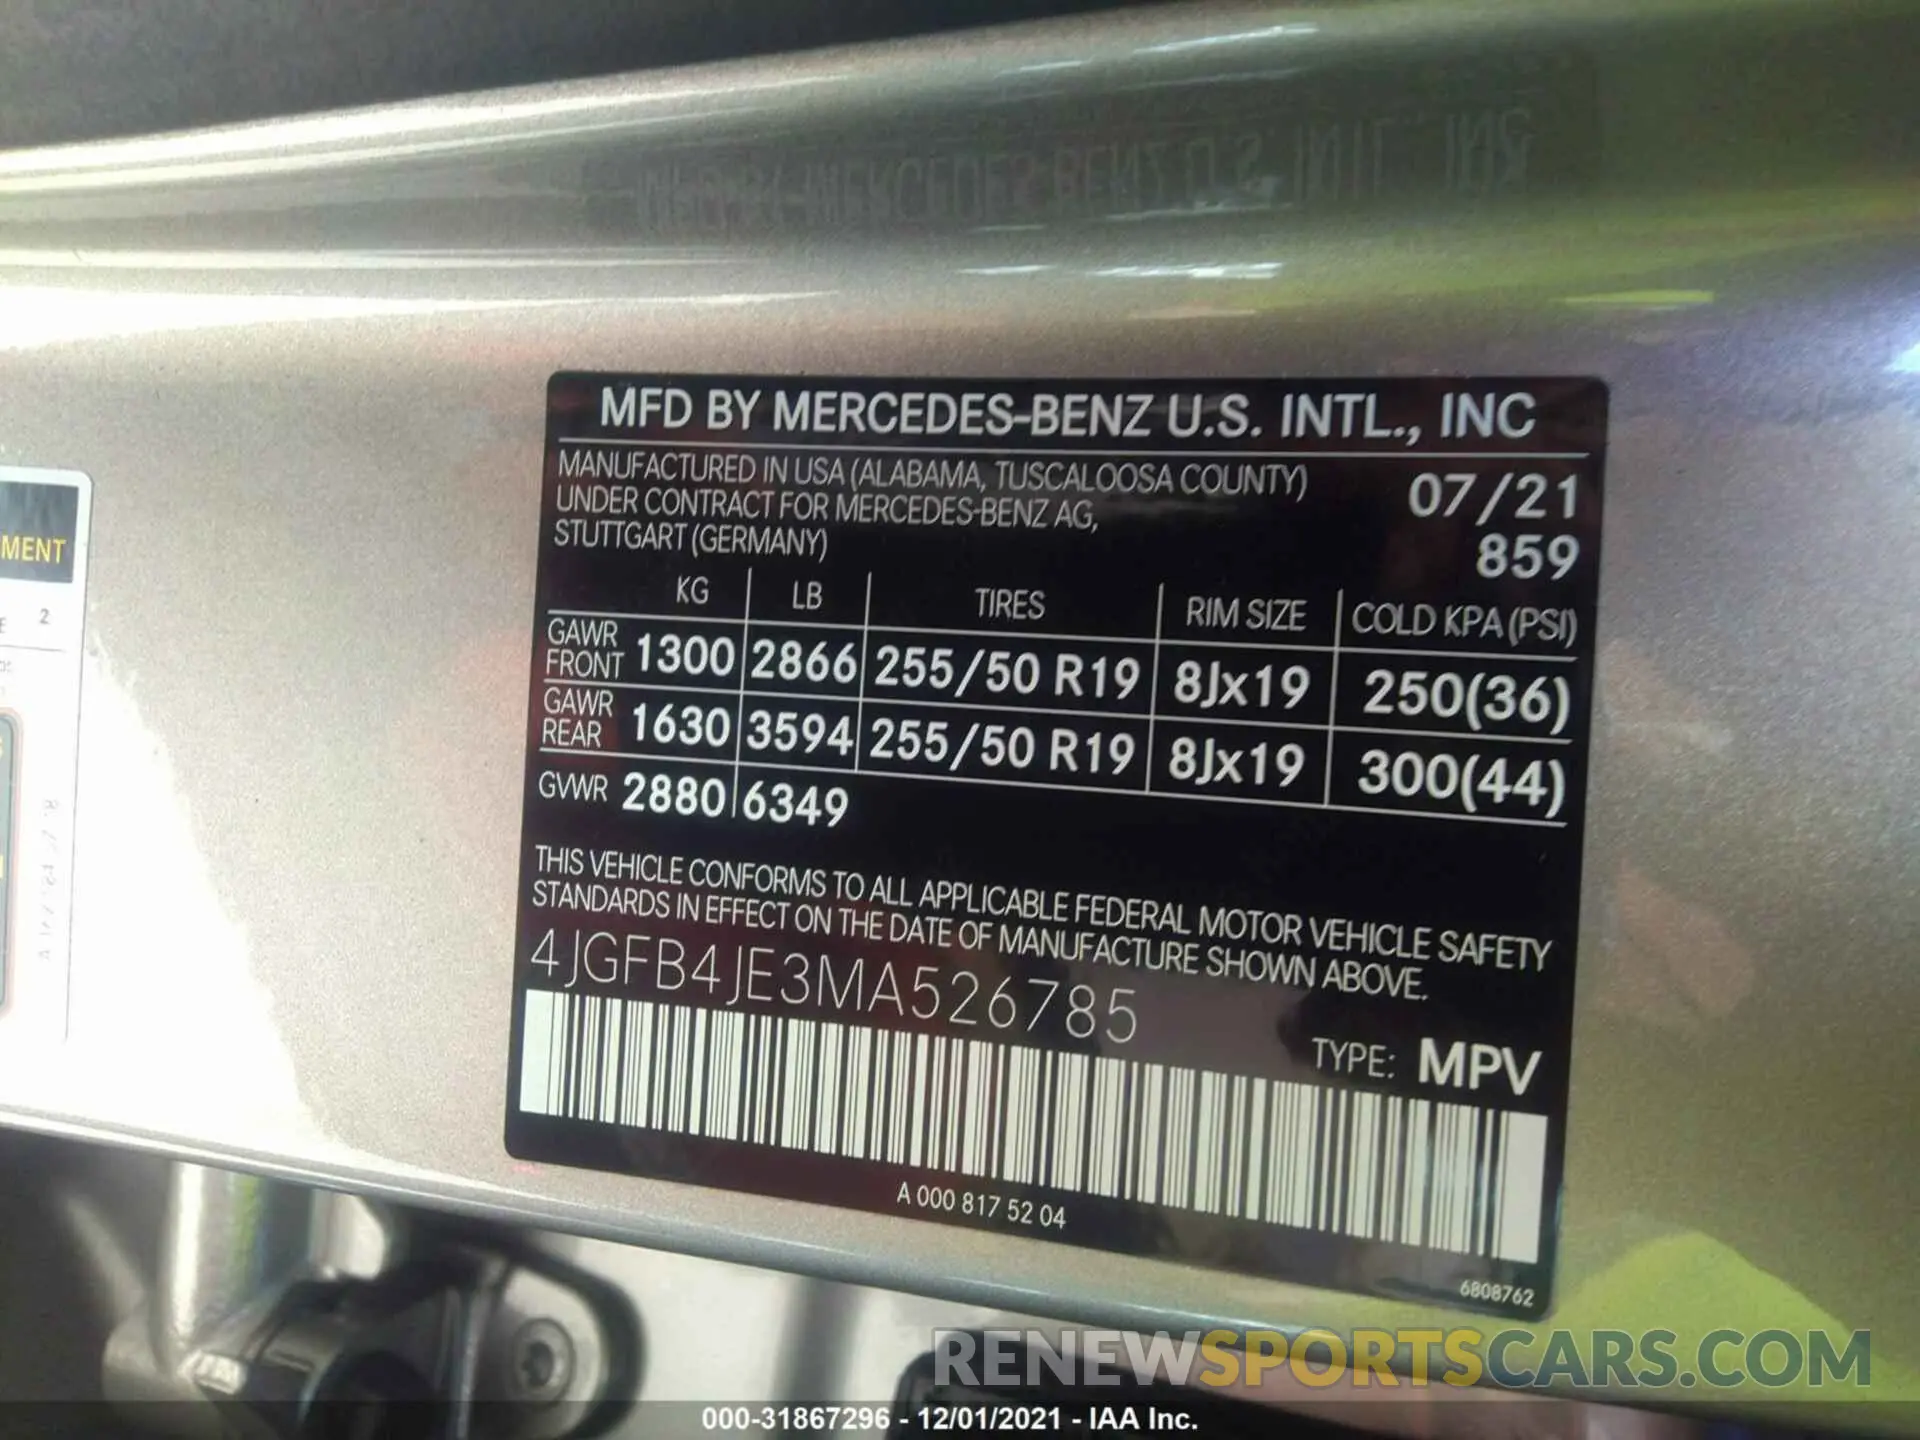 MFD BY MERCEDES-BENZ U.S. INTL., INC
MANUFACTURED IN USA (ALABAMA, TUSCALOOSA COUNTY)
UNDER CONTRACT FOR MERCEDES-BENZ AG,
STUTTGART (GERMANY)
07/21
859
KG LB TIRES RIM SIZE COLD KPA (PSI)
GAWR FRONT 1300 2866 255/50 R19 8Jx19 250(36)
GAWR REAR 1630 3594 255/50 R19 8Jx19 300(44)
GVWR 2880 6349
THIS VEHICLE CONFORMS TO ALL APPLICABLE FEDERAL MOTOR VEHICLE SAFETY
STANDARDS IN EFFECT ON THE DATE OF MANUFACTURE SHOWN ABOVE.
4JGFB4JE3MA526785
TYPE: MPV
A 000 817 52 04
6808762
MENT
2
RENEWSPORTSCARS.COM
000-31867296 - 12/01/2021 - IAA Inc.